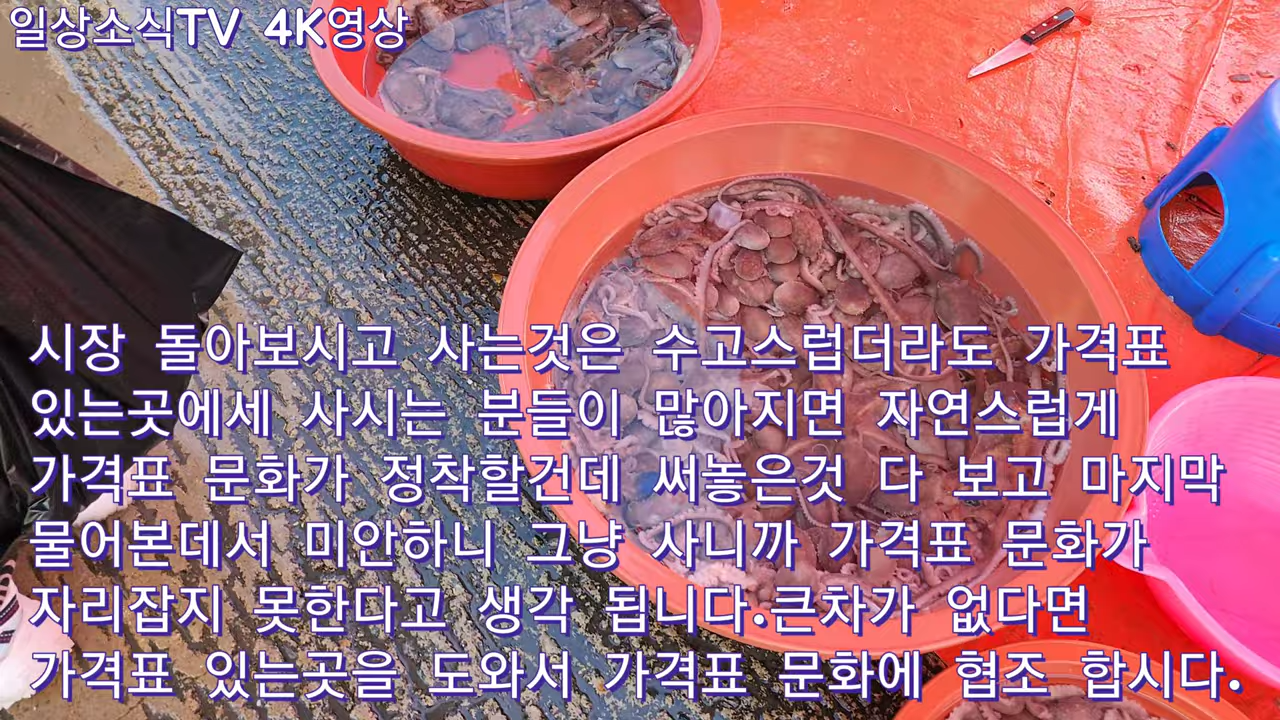 일상소식TV 4K영상
시장 돌아보시고 사는것은 수고스럽더라도 가격표
있는곳에세 사시는 분들이 많아지면 자연스럽게
가격표 문화가 정착할건데 써놓은것 다 보고 마지막
물어본데서 미안하니 그냥 사니까 가격표 문화가
자리잡지 못한다고 생각 됩니다.큰차가 없다면
가격표 있는곳을 도와서 가격표 문화에 협조 합시다.